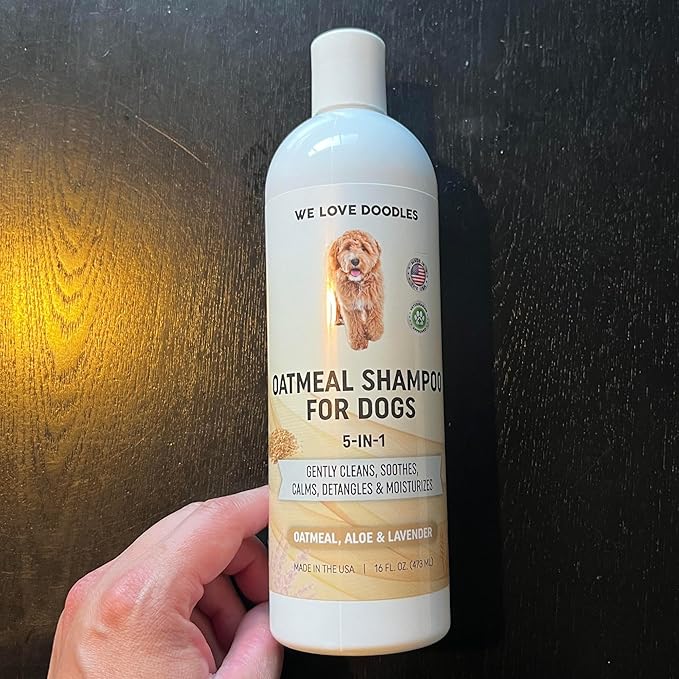 WE LOVE DOODLES
OATMEAL SHAMPOO
FOR DOGS
5-IN-1
GENTLY CLEANS, SOOTHES,
CALMS, DETANGLES & MOISTURIZES
OATMEAL, ALOE & LAVENDER
MADE IN THE USA | 16 FL. OZ. (473 ML)